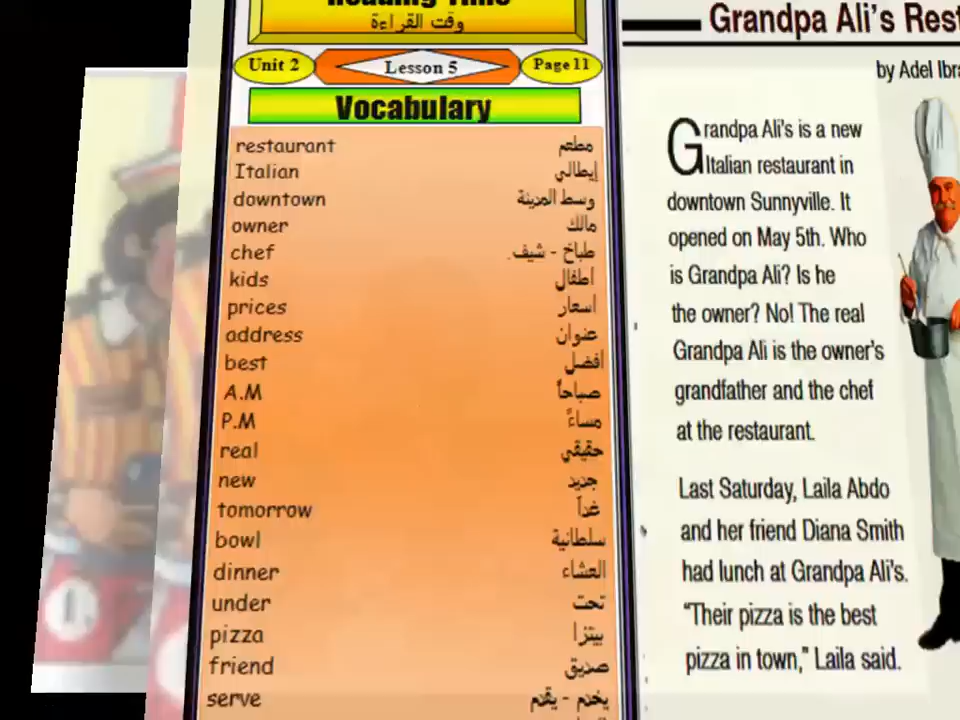 Reading Time
وقت القراءة
Unit 2
Lesson 5
Page 11
Vocabulary
restaurant مطعم
Italian إيطالي
downtown وسط المدينة
owner مالك
chef طباخ - شيف.
kids أطفال
prices أسعار
address عنوان
best أفضل
A.M صباحاً
P.M مساءً
real حقيقي
new جديد
tomorrow غداً
bowl سلطانية
dinner العشاء
under تحت
pizza بيتزا
friend صديق
serve يخدم - يقدم
Grandpa Ali's Rest
by Adel Ibra
Grandpa Ali's is a new
Italian restaurant in
downtown Sunnyville. It
opened on May 5th. Who
is Grandpa Ali? Is he
the owner? No! The real
Grandpa Ali is the owner's
grandfather and the chef
at the restaurant.
Last Saturday, Laila Abdo
and her friend Diana Smith
had lunch at Grandpa Ali's.
"Their pizza is the best
pizza in town," Laila said.